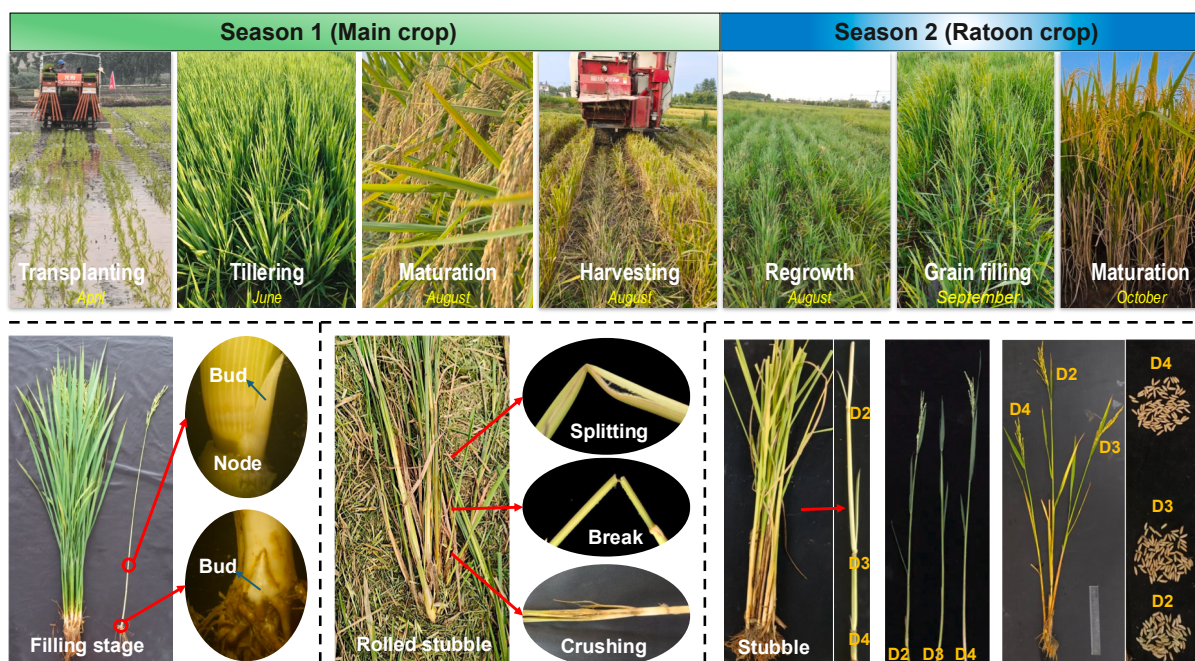 Season 1 (Main crop)
Season 2 (Ratoon crop)
Transplanting
April
Tillering
June
Maturation
August
Harvesting
August
Regrowth
August
Grain filling
September
Maturation
October
Bud
Node
Bud
Filling stage
Splitting
Break
Crushing
Rolled stubble
D2
D3
D4
Stubble
D2 D3 D4
D2
D4
D3
D4
D3
D2